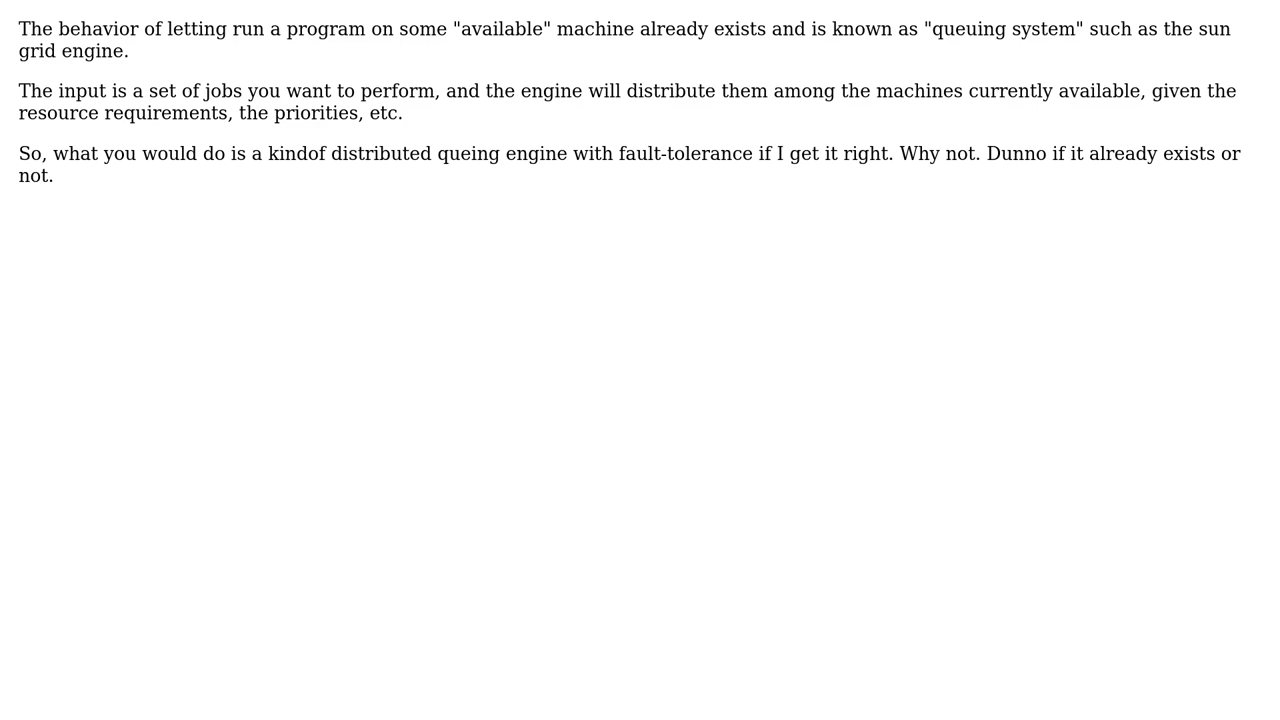 The behavior of letting run a program on some "available" machine already exists and is known as "queuing system" such as the sun
grid engine.
The input is a set of jobs you want to perform, and the engine will distribute them among the machines currently available, given the
resource requirements, the priorities, etc.
So, what you would do is a kindof distributed queing engine with fault-tolerance if I get it right. Why not. Dunno if it already exists or
not.